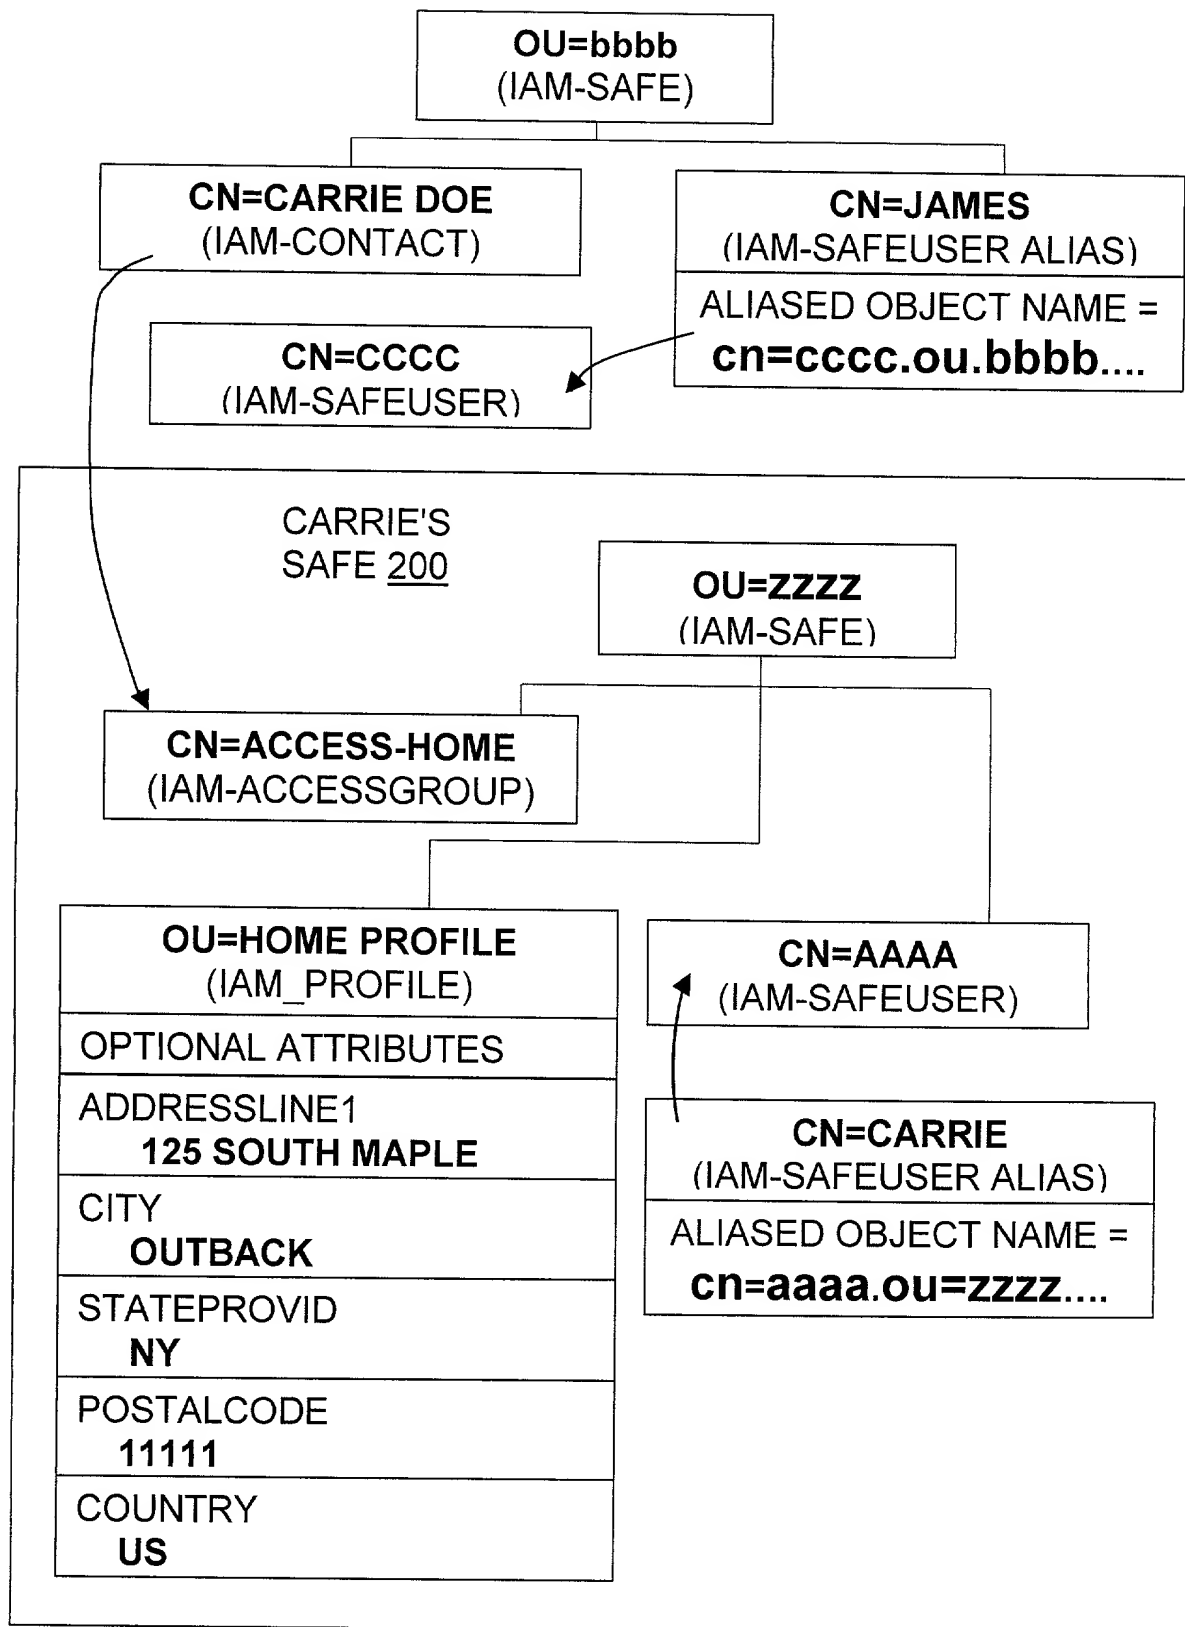 OU=bbbb
(IAM-SAFE)
CN=CARRIE DOE
(IAM-CONTACT)
CN=JAMES
(IAM-SAFEUSER ALIAS)
ALIASED OBJECT NAME =
cn=cccc.ou.bbbb....
CN=CCCC
(IAM-SAFEUSER)
CARRIE'S
SAFE 200
OU=ZZZZ
(IAM-SAFE)
CN=ACCESS-HOME
(IAM-ACCESSGROUP)
OU=HOME PROFILE
(IAM_PROFILE)
OPTIONAL ATTRIBUTES
ADDRESSLINE1
125 SOUTH MAPLE
CITY
OUTBACK
STATEPROVID
NY
POSTALCODE
11111
COUNTRY
US
CN=AAAA
(IAM-SAFEUSER)
CN=CARRIE
(IAM-SAFEUSER ALIAS)
ALIASED OBJECT NAME =
cn=aaaa.ou=zzzz....